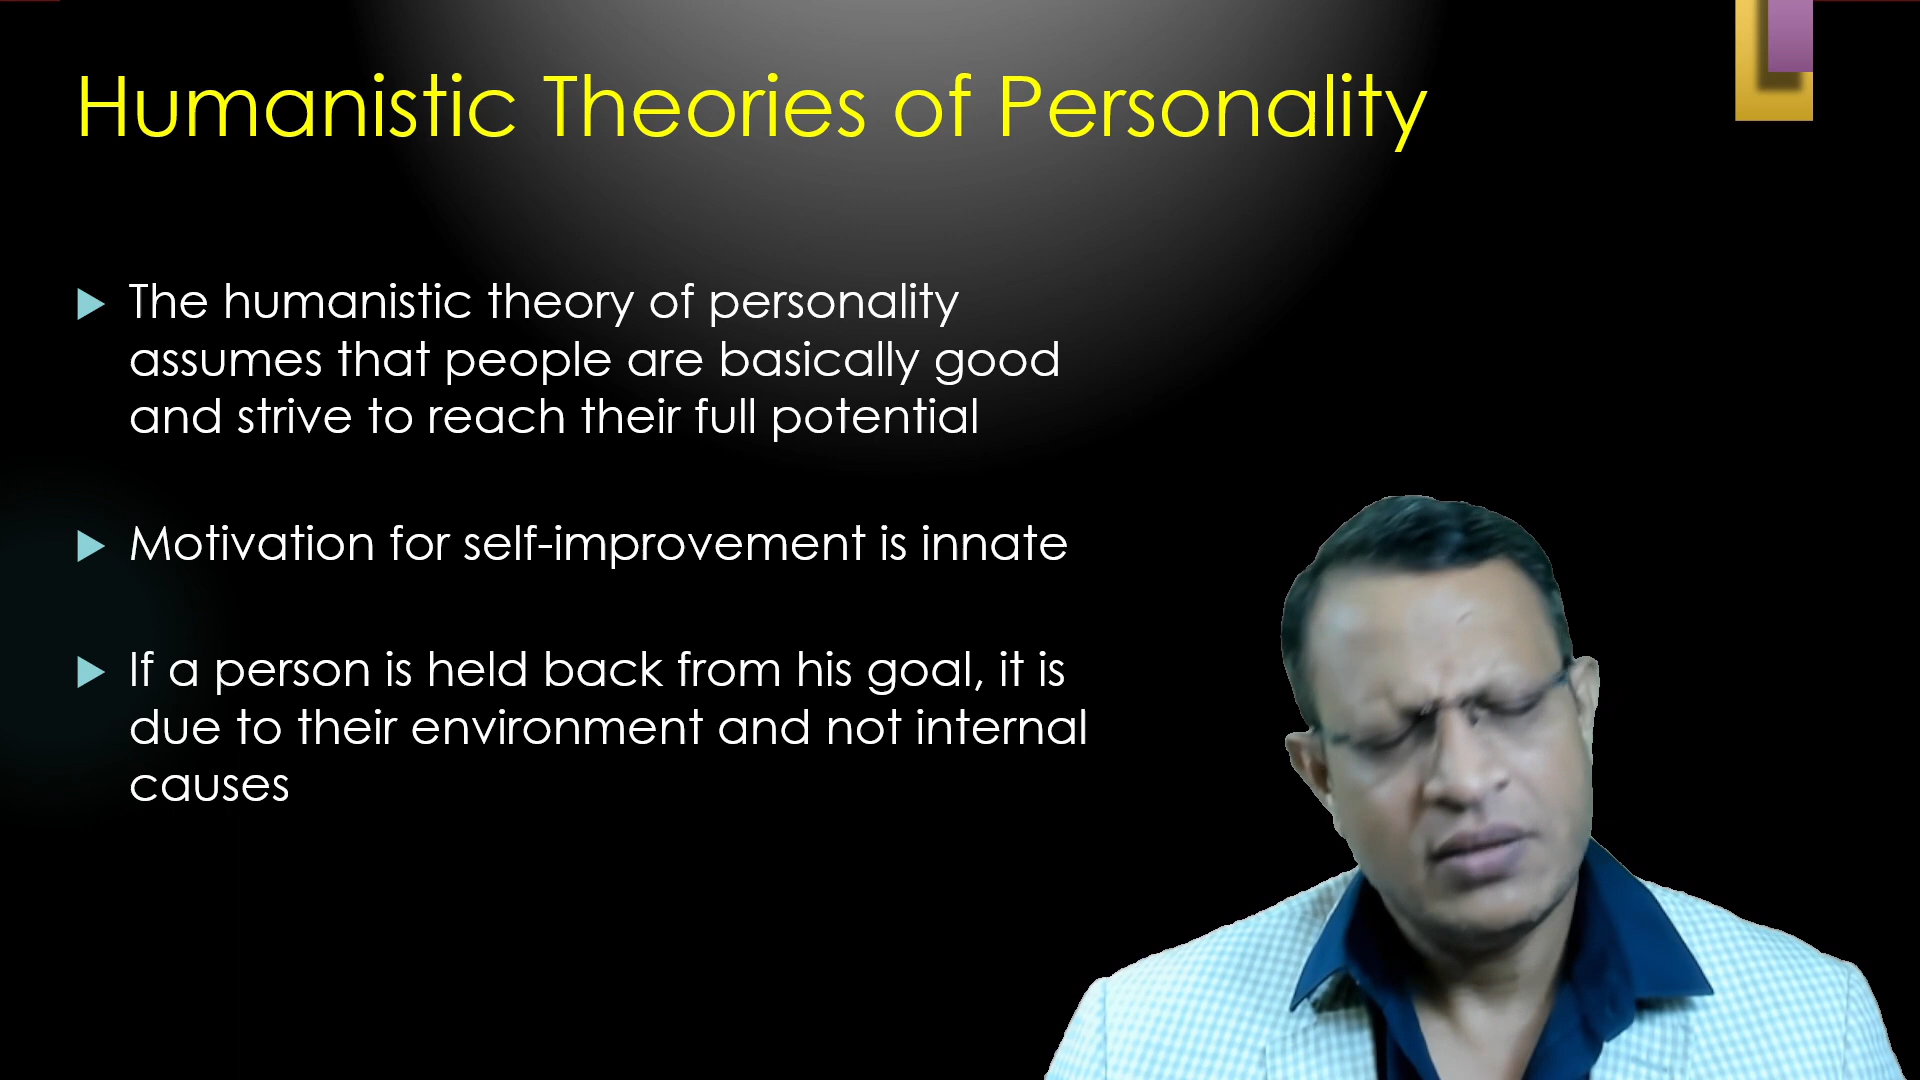 Humanistic Theories of Personality
The humanistic theory of personality
assumes that people are basically good
and strive to reach their full potential
Motivation for self-improvement is innate
If a person is held back from his goal, it is
due to their environment and not internal
causes